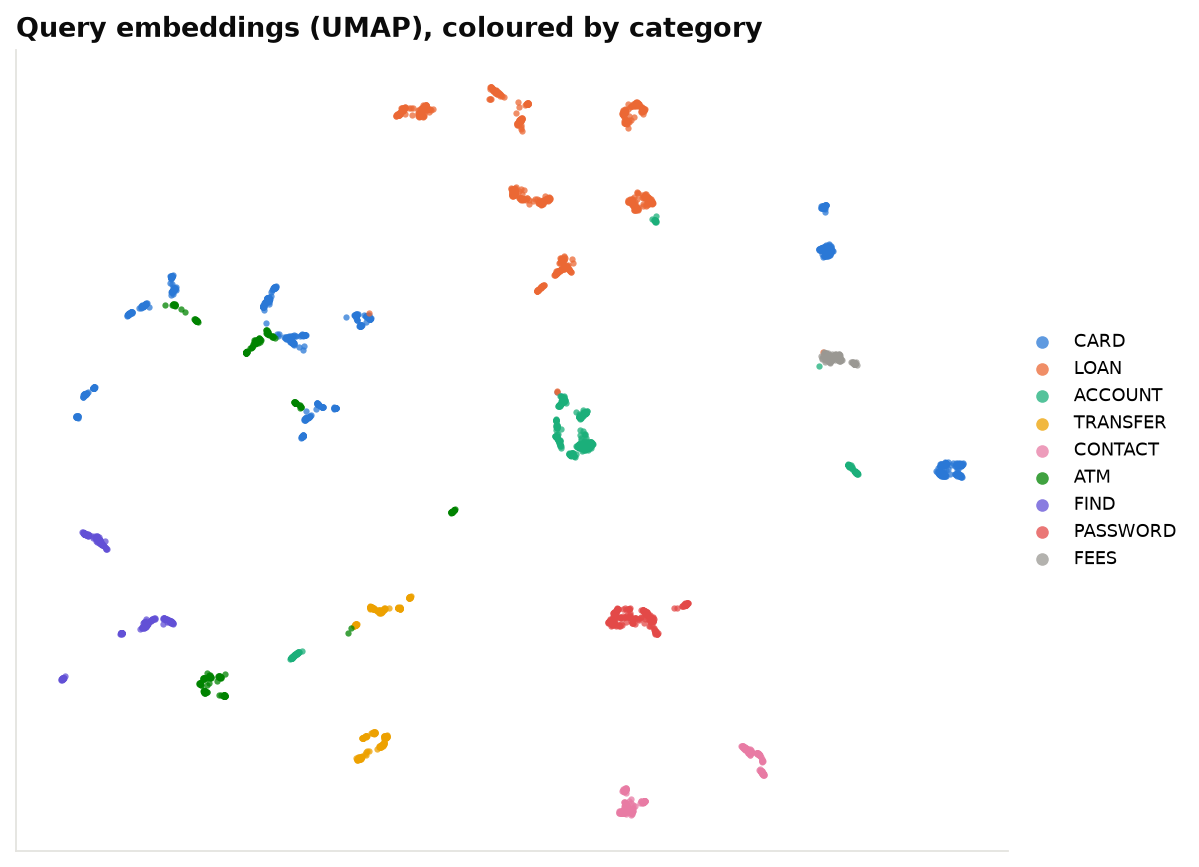 Query embeddings (UMAP), coloured by category
CARD
LOAN
ACCOUNT
TRANSFER
CONTACT
ATM
FIND
PASSWORD
FEES